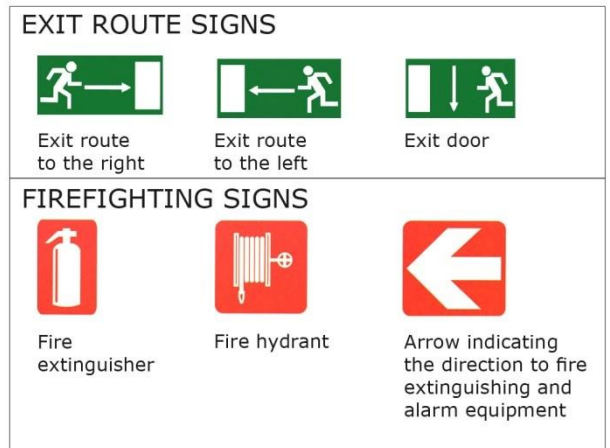 EXIT ROUTE SIGNS
Exit route
to the right
Exit route
to the left
Exit door
FIREFIGHTING SIGNS
Fire
extinguisher
Fire hydrant
Arrow indicating
the direction to fire
extinguishing and
alarm equipment